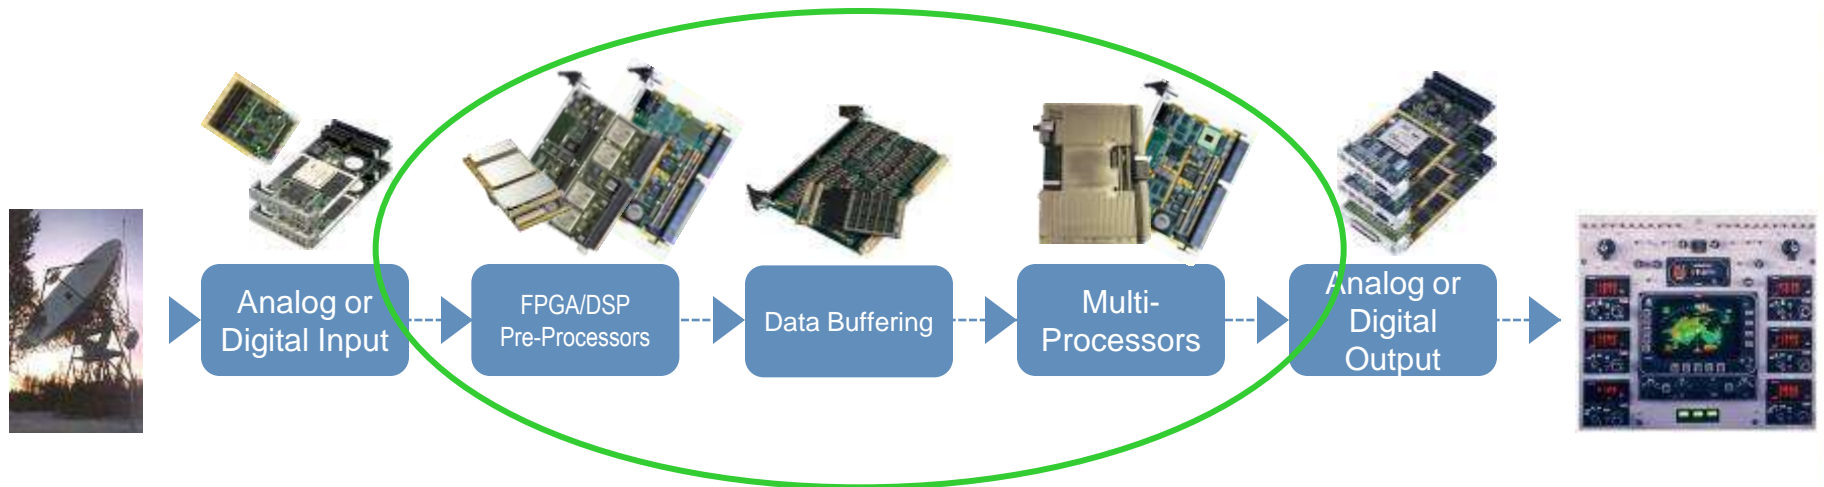 Analog or
Digital Input
FPGA/DSP
Pre-Processors
Data Buffering
Multi-
Processors
Analog or
Digital
Output